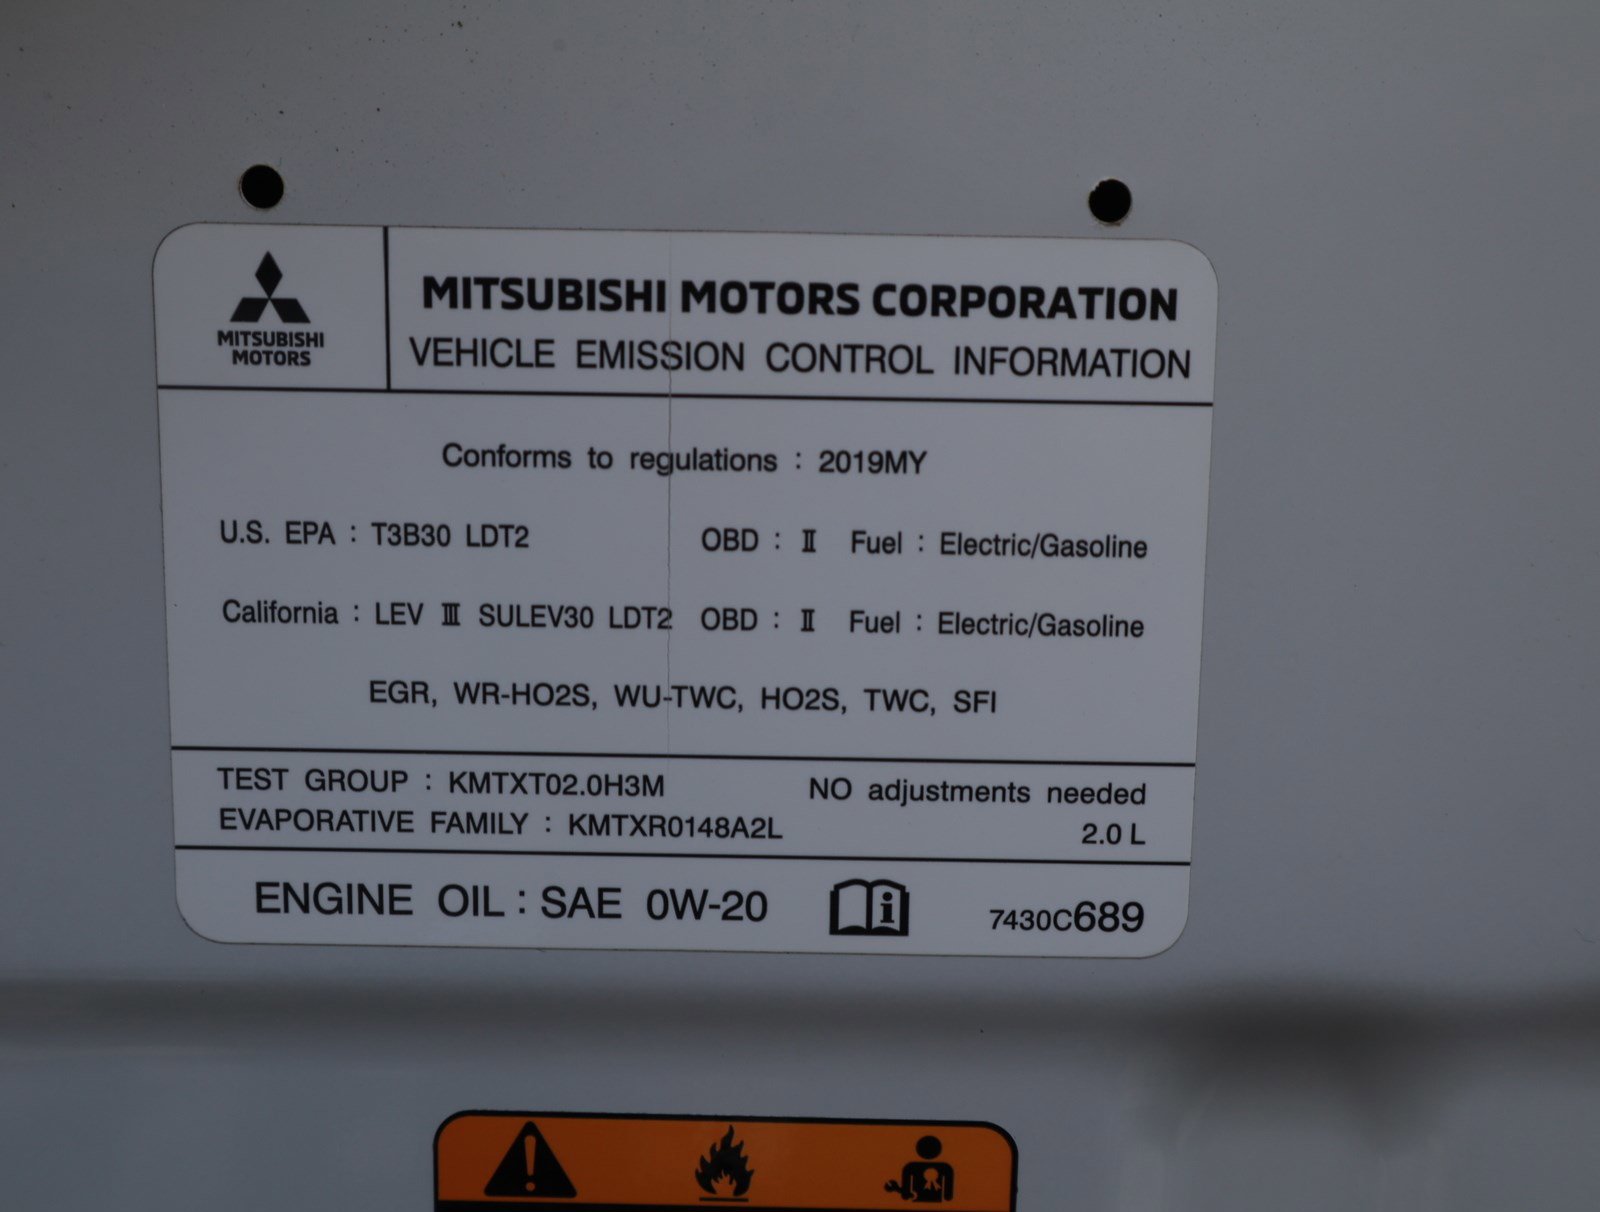 MITSUBISHI
MOTORS
MITSUBISHI MOTORS CORPORATION
VEHICLE EMISSION CONTROL INFORMATION
Conforms to regulations : 2019MY
U.S. EPA : T3B30 LDT2 OBD : Ⅱ Fuel : Electric/Gasoline
California : LEV Ⅲ SULEV30 LDT2 OBD : Ⅱ Fuel : Electric/Gasoline
EGR, WR-HO2S, WU-TWC, HO2S, TWC, SFI
TEST GROUP : KMTXT02.0H3M NO adjustments needed
EVAPORATIVE FAMILY : KMTXR0148A2L 2.0 L
ENGINE OIL : SAE 0W-20 7430C689